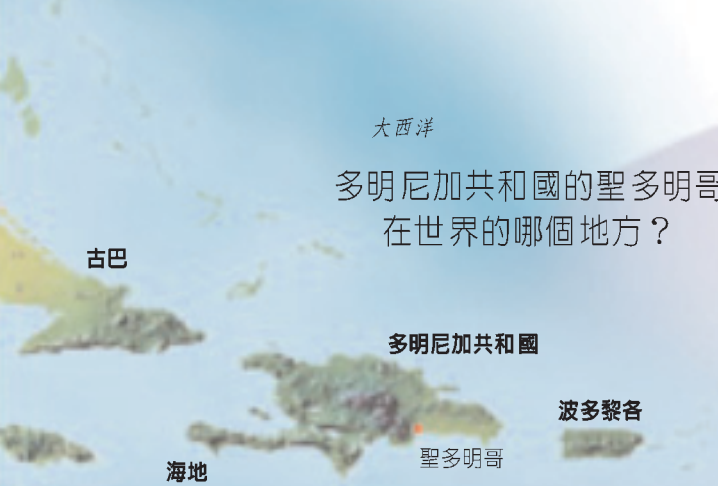 大西洋
多明尼加共和國的聖多明哥
在世界的哪個地方？
古巴
多明尼加共和國
波多黎各
聖多明哥
海地